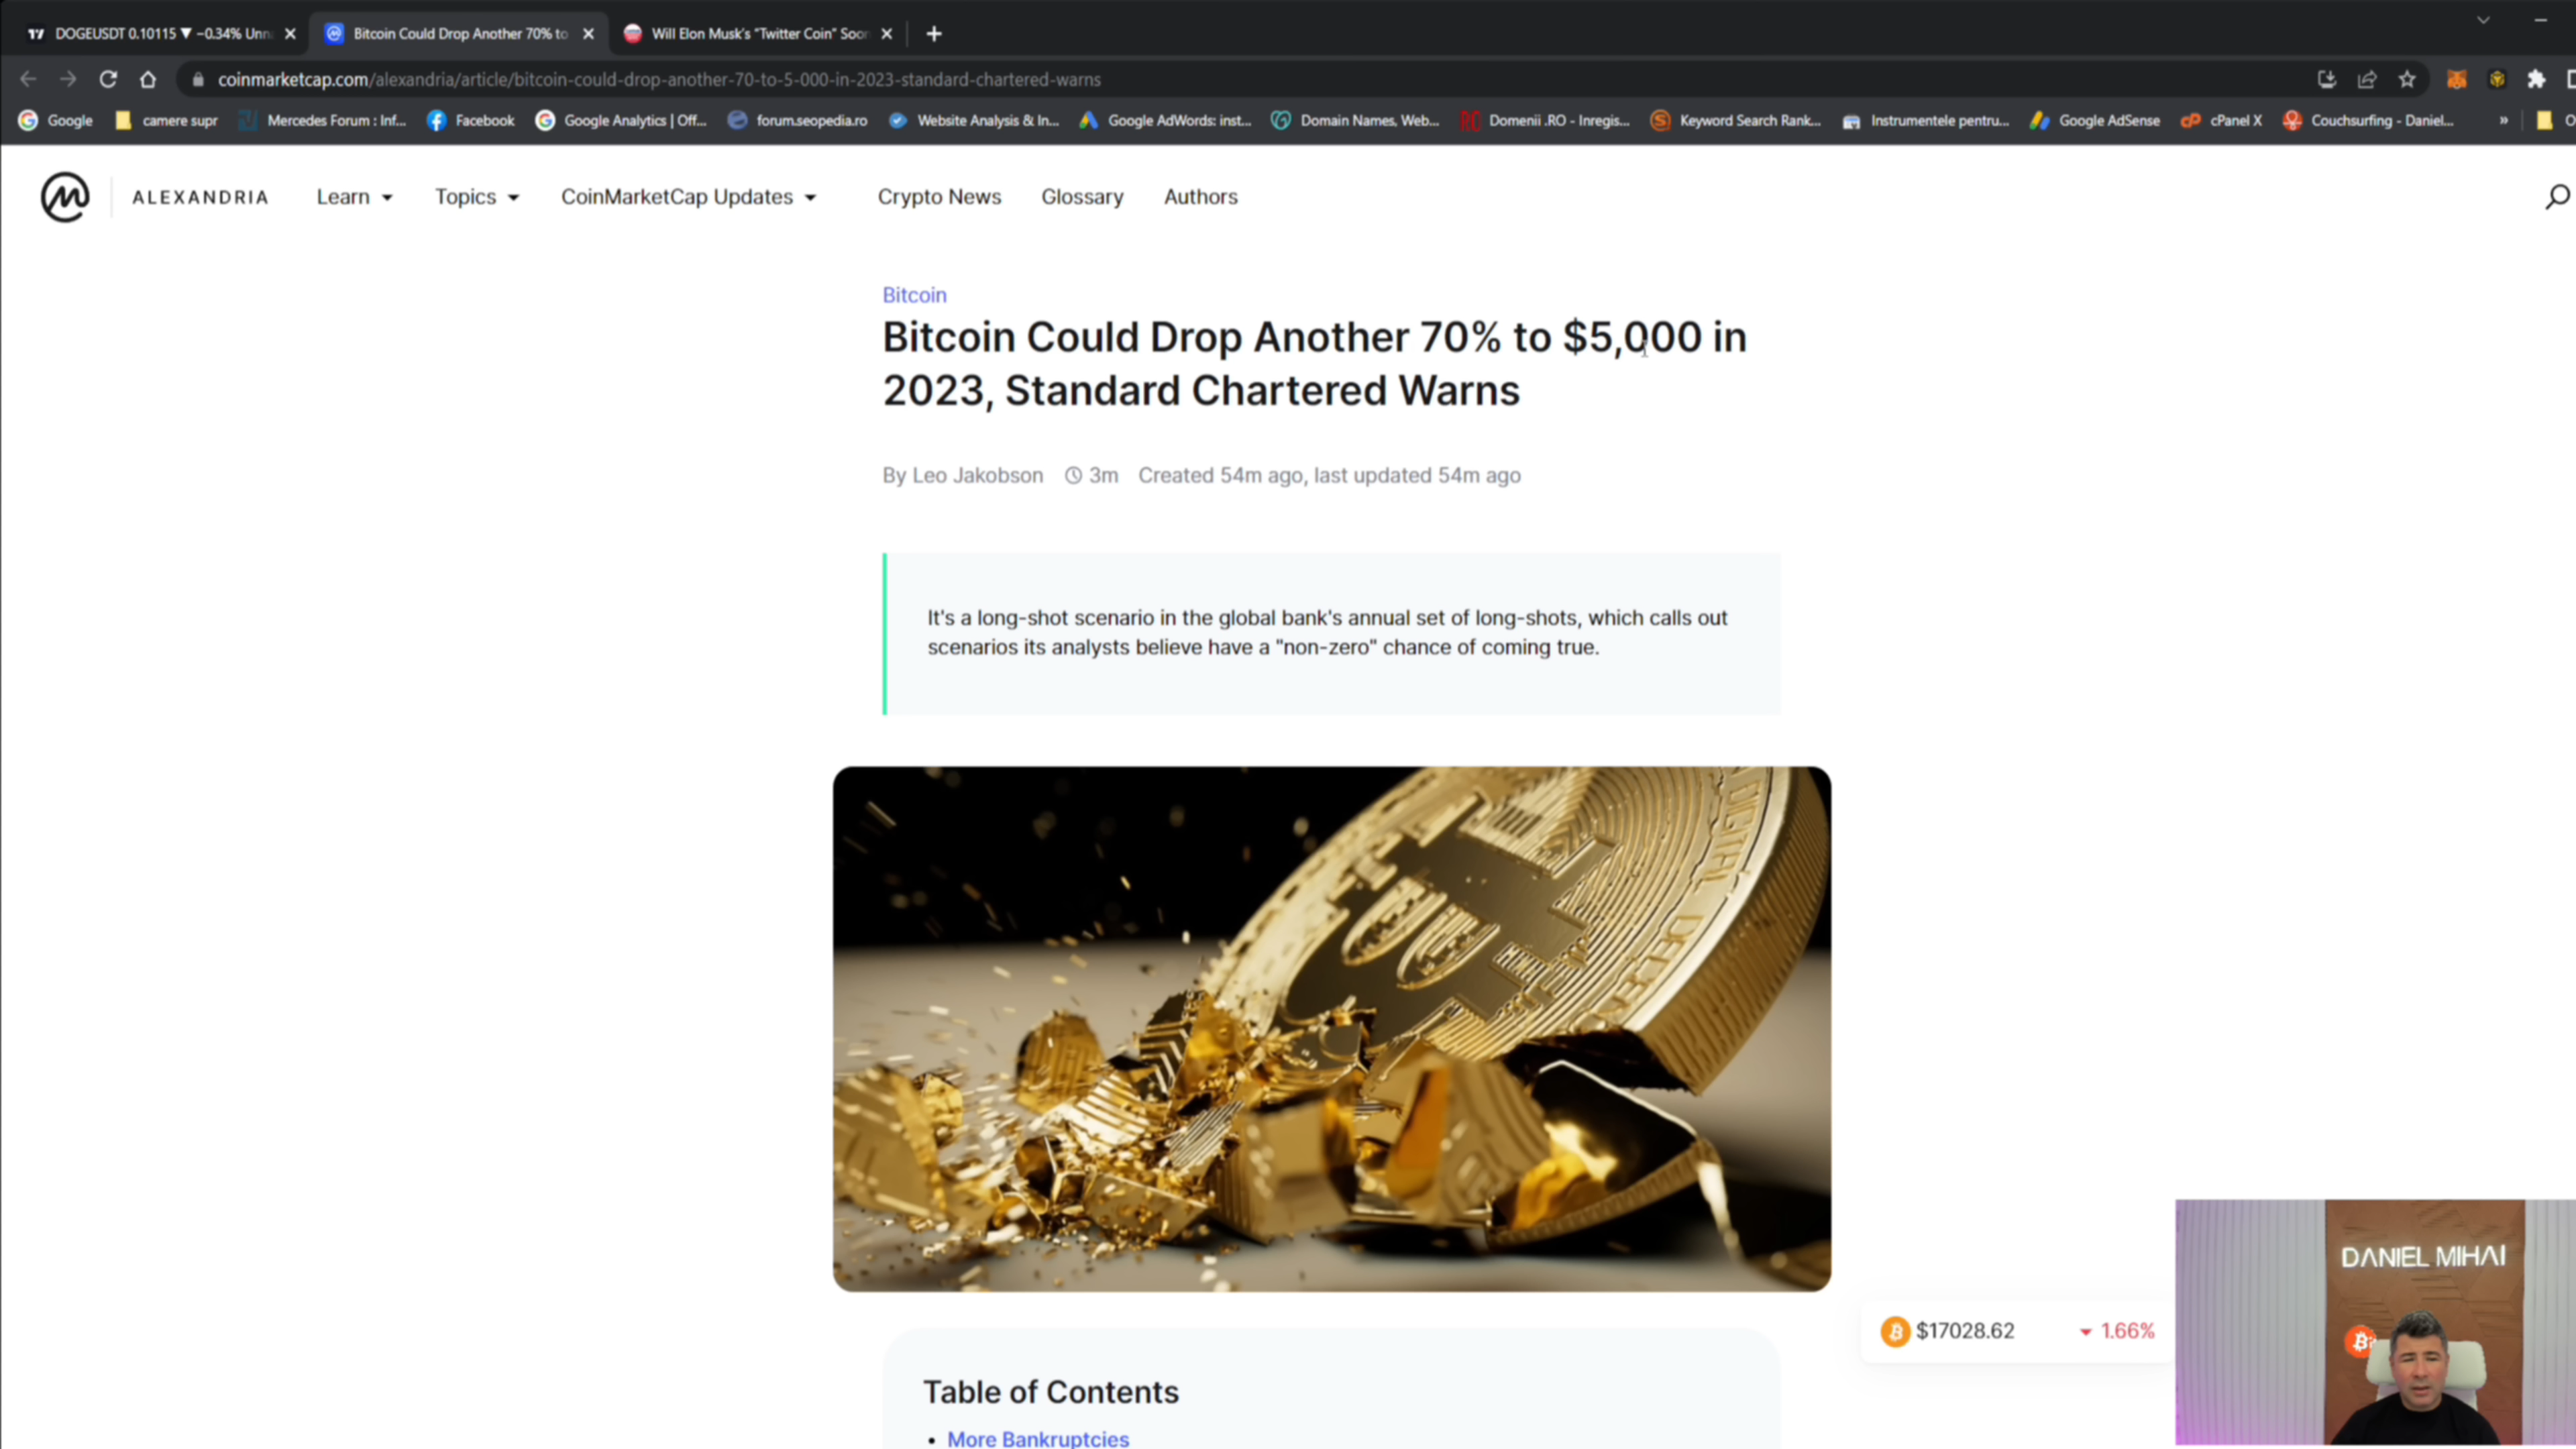 DOGEUSDT 0.10115 ▼ −0.34% Unn
Bitcoin Could Drop Another 70% to
Will Elon Musk's "Twitter Coin" Soon
coinmarketcap.com/alexandria/article/bitcoin-could-drop-another-70-to-5-000-in-2023-standard-chartered-warns
Google
camere supr
Mercedes Forum : Inf...
Facebook
Google Analytics | Off...
forum.seopedia.ro
Website Analysis & In...
Google AdWords: inst...
Domain Names, Web...
Domenii .RO - Inregis...
Keyword Search Rank...
Instrumentele pentru...
Google AdSense
cPanel X
Couchsurfing - Daniel...
»
ALEXANDRIA
Learn
Topics
CoinMarketCap Updates
Crypto News
Glossary
Authors
Bitcoin
Bitcoin Could Drop Another 70% to $5,000 in
2023, Standard Chartered Warns
By Leo Jakobson 3m Created 54m ago, last updated 54m ago
It's a long-shot scenario in the global bank's annual set of long-shots, which calls out
scenarios its analysts believe have a "non-zero" chance of coming true.
$17028.62 ▼ 1.66%
DANIEL MIHAI
Table of Contents
• More Bankruptcies